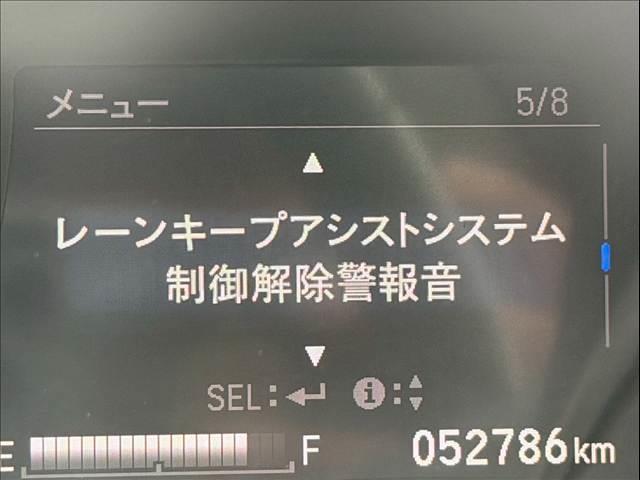 メニュー 5/8
▲
レーンキープアシストシステム
制御解除警報音
▼
SEL:↵ ℹ:▲▼
E F 052786km